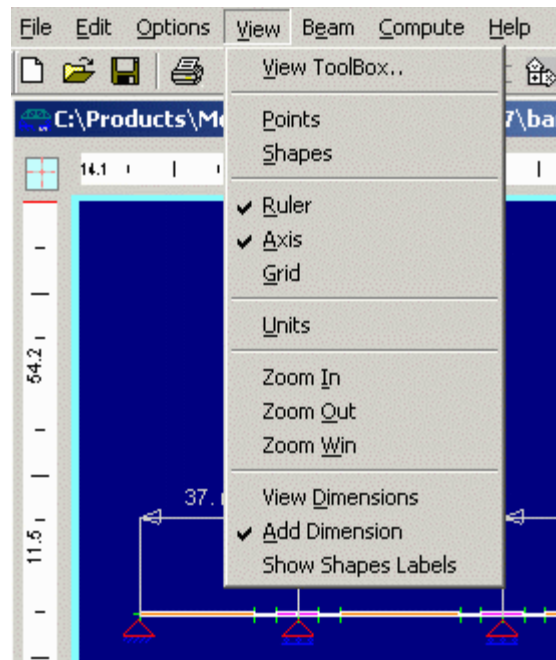 File Edit Options View Beam Compute Help
View ToolBox..
C:\Products\M
7\ba
Points
Shapes
14.1
Ruler
Axis
Grid
Units
54.2
Zoom In
Zoom Out
Zoom Win
37.
View Dimensions
Add Dimension
Show Shapes Labels
11.5